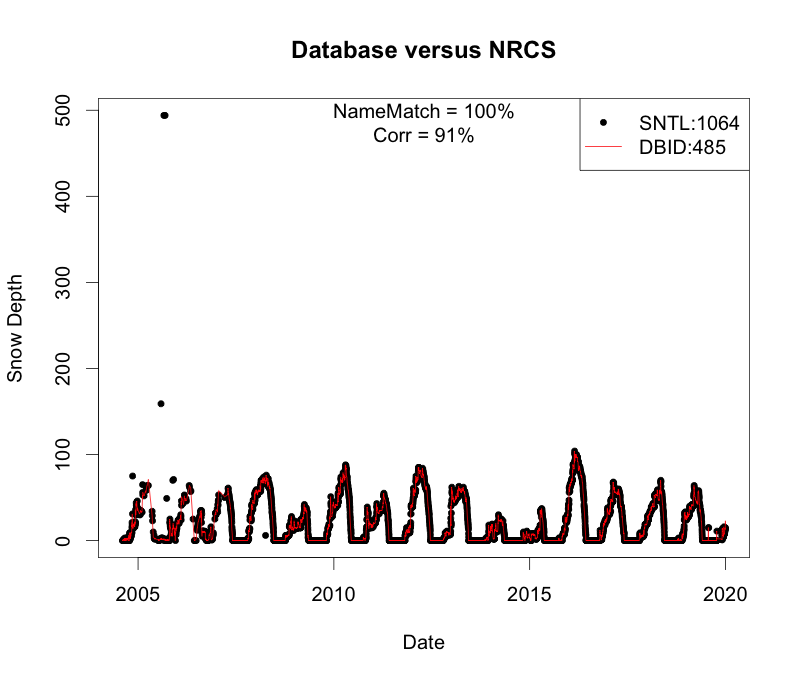 Database versus NRCS
NameMatch = 100%
Corr = 91%
SNTL:1064
DBID:485
500
400
300
200
100
0
Snow Depth
2005 2010 2015 2020
Date